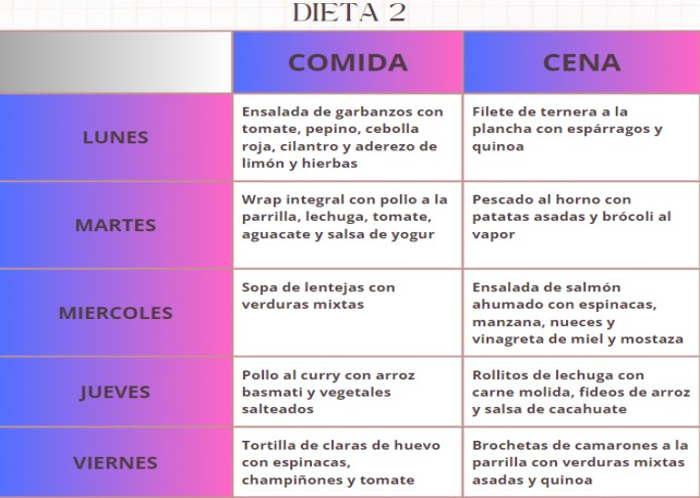 DIETA 2
COMIDA
CENA
LUNES
Ensalada de garbanzos con
tomate, pepino, cebolla
roja, cilantro y aderezo de
limón y hierbas
Filete de ternera a la
plancha con espárragos y
quinoa
MARTES
Wrap integral con pollo a la
parrilla, lechuga, tomate,
aguacate y salsa de yogur
Pescado al horno con
patatas asadas y brócoli al
vapor
MIERCOLES
Sopa de lentejas con
verduras mixtas
Ensalada de salmón
ahumado con espinacas,
manzana, nueces y
vinagreta de miel y mostaza
JUEVES
Pollo al curry con arroz
basmati y vegetales
salteados
Rollitos de lechuga con
carne molida, fideos de arroz
y salsa de cacahuate
VIERNES
Tortilla de claras de huevo
con espinacas,
champiñones y tomate
Brochetas de camarones a la
parrilla con verduras mixtas
asadas y quinoa